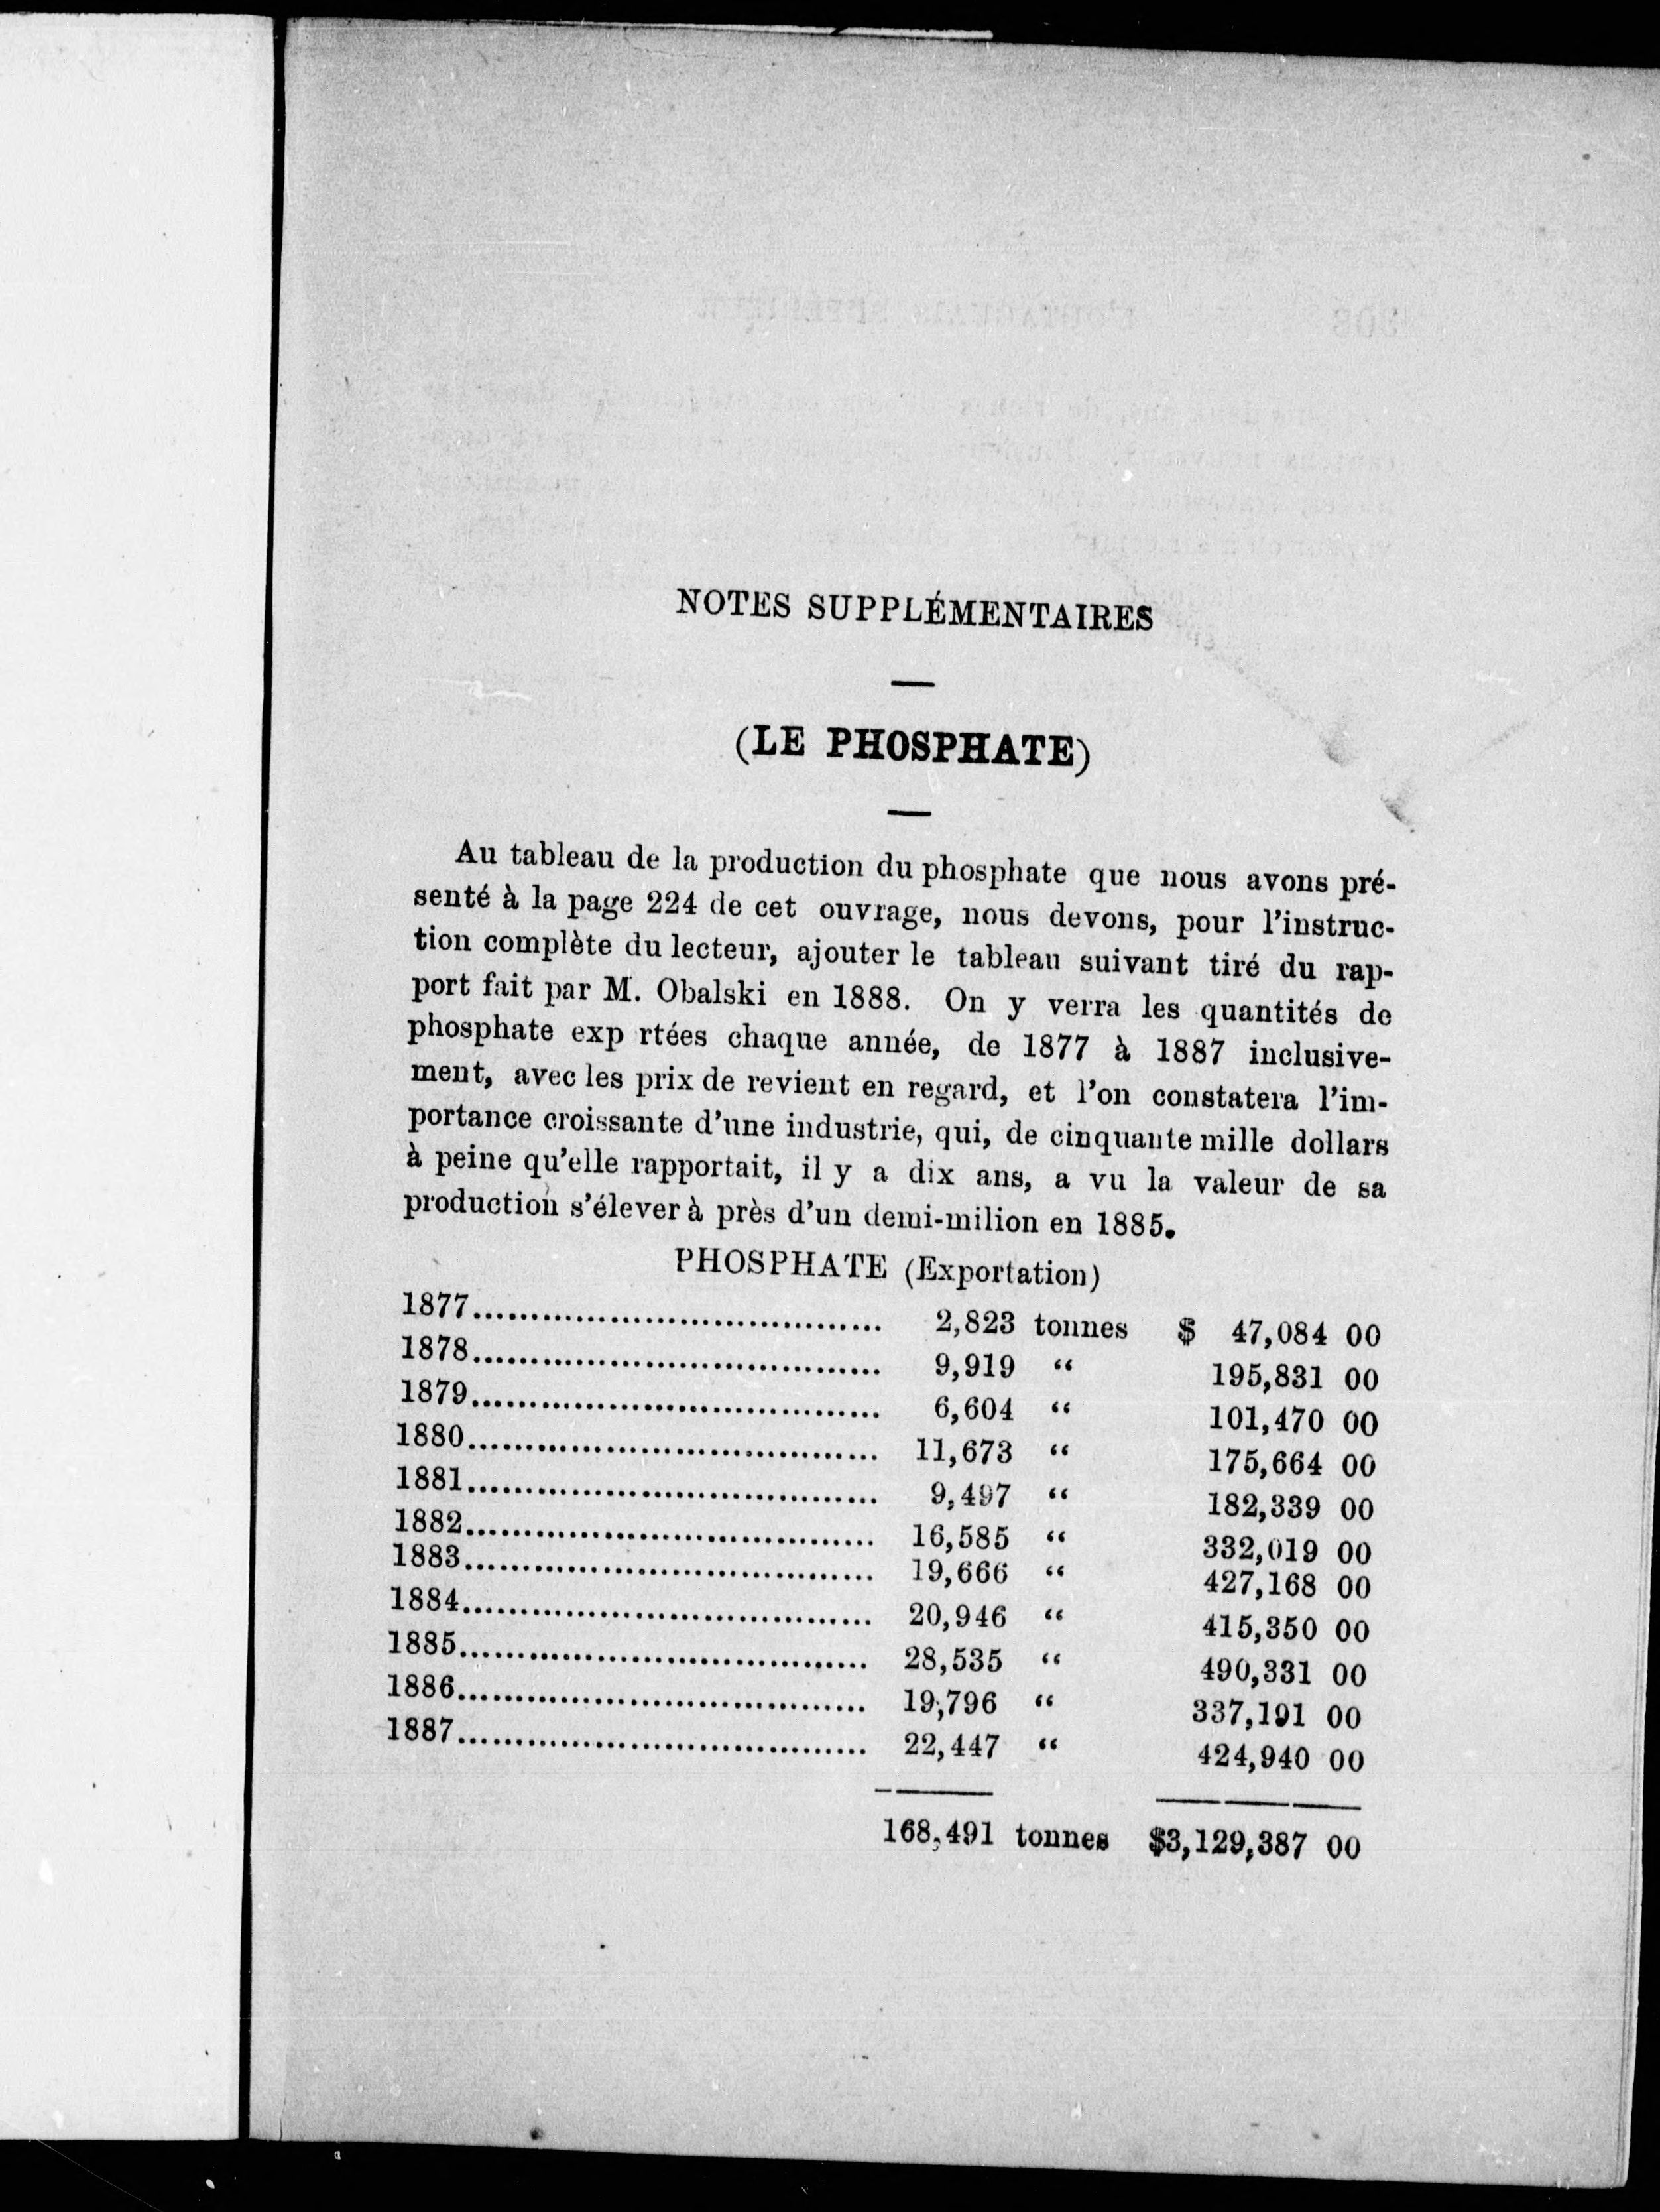 NOTES SUPPLÉMENTAIRES
(LE PHOSPHATE)
Au tableau de la production du phosphate que nous avons pré-
senté à la page 224 de cet ouvrage, nous devons, pour l'instruc-
tion complète du lecteur, ajouter le tableau suivant tiré du rap-
port fait par M. Obalski en 1888. On y verra les quantités de
phosphate exp rtées chaque année, de 1877 à 1887 inclusive-
ment, avec les prix de revient en regard, et l'on constatera l'im-
portance croissante d'une industrie, qui, de cinquante mille dollars
à peine qu'elle rapportait, il y a dix ans, a vu la valeur de sa
production s'élever à près d'un demi-milion en 1885.
PHOSPHATE (Exportation)
1877.................................... 2,823 tonnes $ 47,084 00
1878.................................... 9,919 “ 195,831 00
1879.................................... 6,604 “ 101,470 00
1880.................................... 11,673 “ 175,664 00
1881.................................... 9,497 “ 182,339 00
1882.................................... 16,585 “ 332,019 00
1883.................................... 19,666 “ 427,168 00
1884.................................... 20,946 “ 415,350 00
1885.................................... 28,535 “ 490,331 00
1886.................................... 19,796 “ 337,191 00
1887.................................... 22,447 “ 424,940 00
168,491 tonnes $3,129,387 00